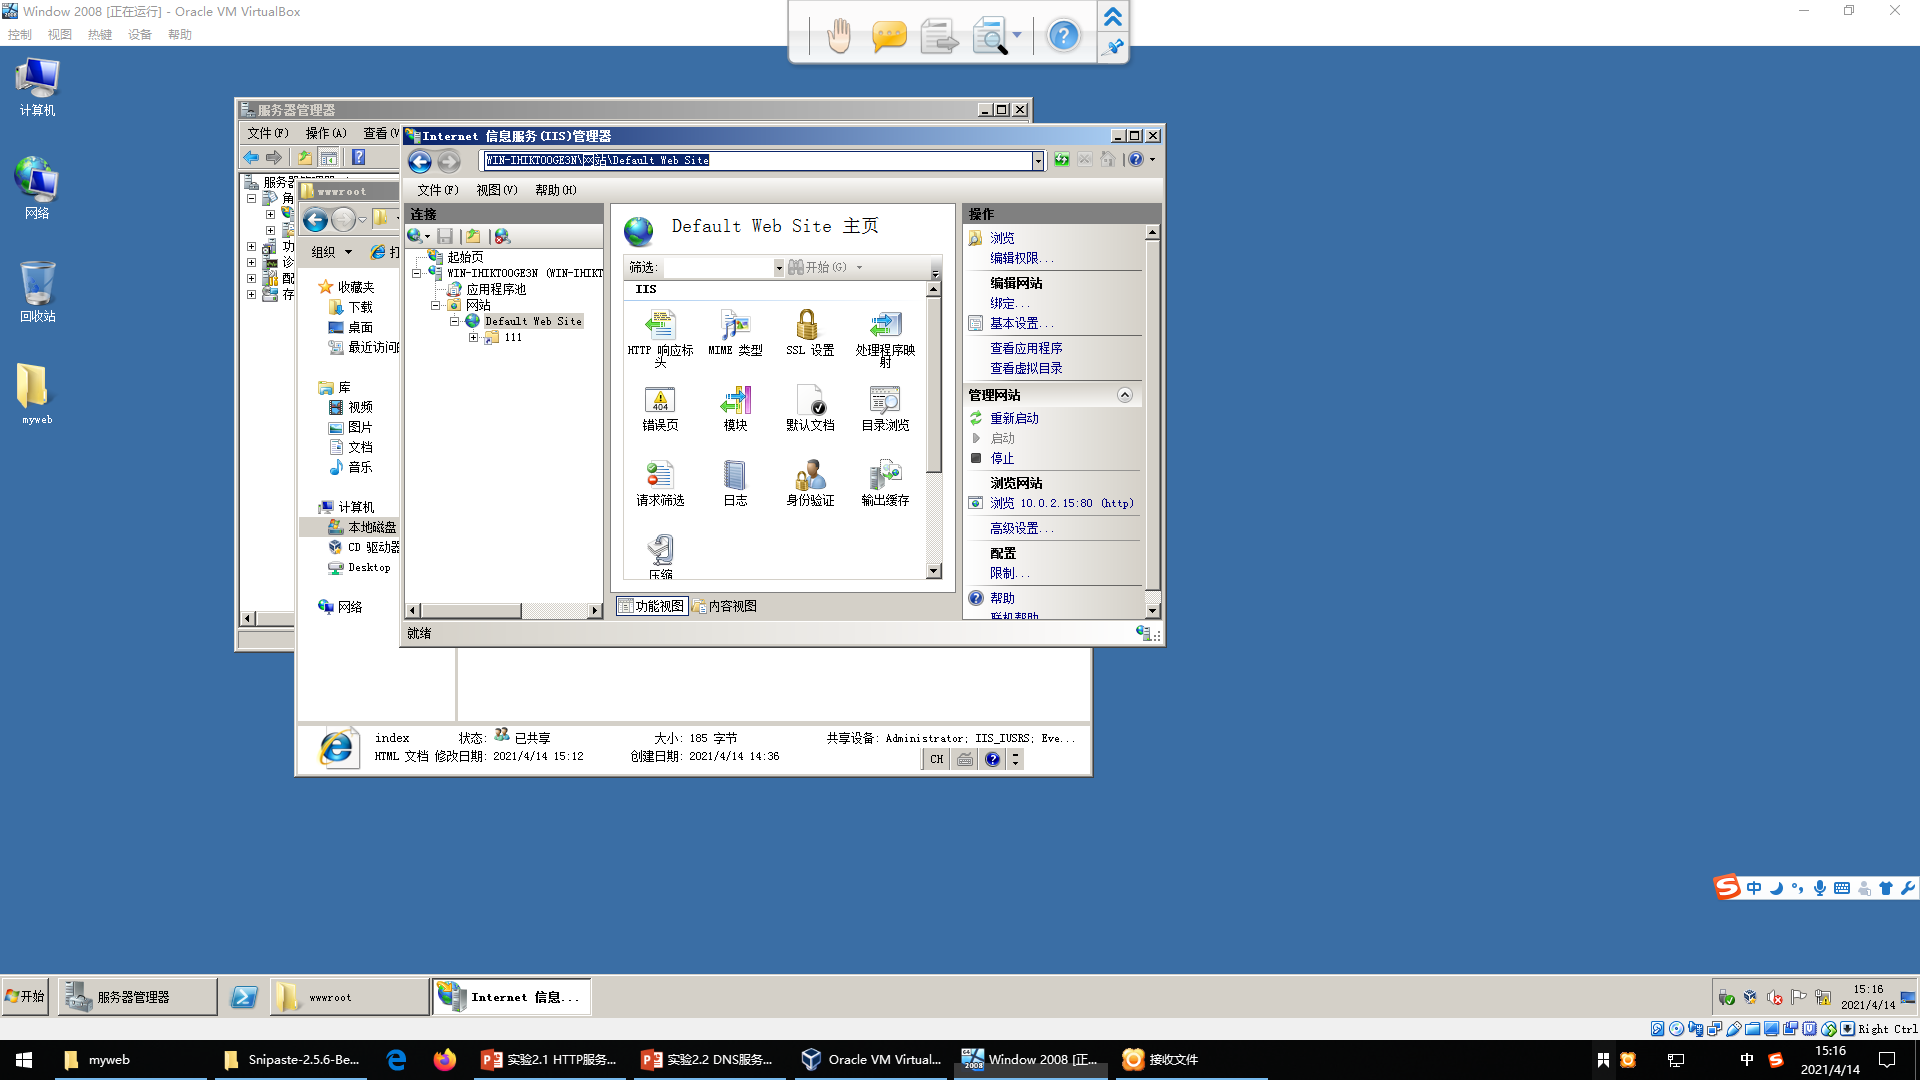 Window 2008 [正在运行] - Oracle VM VirtualBox
控制 视图 热键 设备 帮助
计算机
网络
回收站
myweb
服务器管理器
文件(F) 操作(A) 查看(V
Internet 信息服务(IIS)管理器
WIN-IHIKTOOGE3N\网站\Default Web Site
文件(F) 视图(V) 帮助(H)
wwwroot
组织
收藏夹
下载
桌面
最近访问的
库
视频
图片
文档
音乐
计算机
本地磁盘
CD 驱动器
Desktop
网络
连接
起始页
WIN-IHIKTOOGE3N (WIN-IHIKT
应用程序池
网站
Default Web Site
111
Default Web Site 主页
筛选: 开始(G)
IIS
HTTP 响应标头
MIME 类型
SSL 设置
处理程序映射
错误页
模块
默认文档
目录浏览
请求筛选
日志
身份验证
输出缓存
压缩
功能视图 内容视图
就绪
操作
浏览
编辑权限...
编辑网站
绑定...
基本设置...
查看应用程序
查看虚拟目录
管理网站
重新启动
启动
停止
浏览网站
浏览 10.0.2.15:80 (http)
高级设置...
配置
限制...
帮助
联机帮助
index 状态: 已共享 大小: 185 字节 共享设备: Administrator; IIS_IUSRS; Eve...
HTML 文档 修改日期: 2021/4/14 15:12 创建日期: 2021/4/14 14:36
CH
中
开始 服务器管理器 wwwroot Internet 信息...
15:16
2021/4/14
Right Ctrl
myweb Snipaste-2.5.6-Be... 实验2.1 HTTP服务... 实验2.2 DNS服务... Oracle VM Virtual... Window 2008 [正... 接收文件
中
15:16
2021/4/14